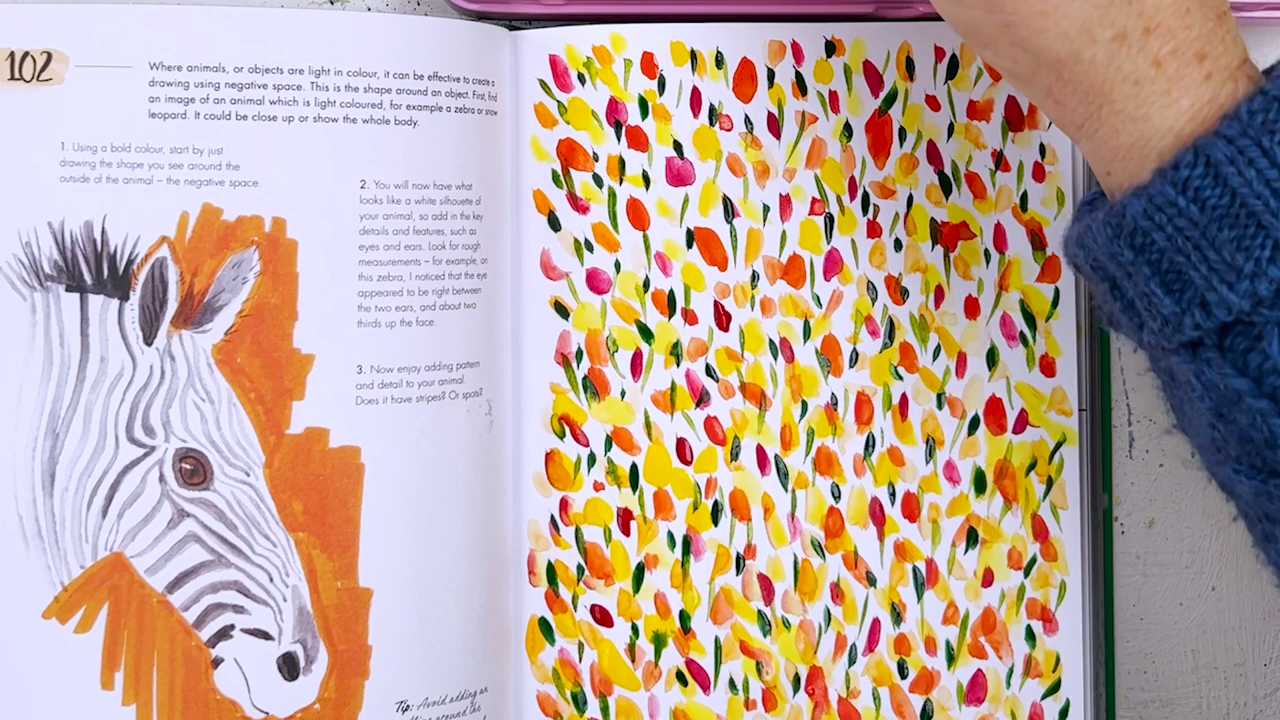 102
Where animals, or objects are light in colour, it can be effective to create a
drawing using negative space. This is the shape around an object. First, find
an image of an animal which is light coloured, for example a zebra or snow
leopard. It could be close up or show the whole body.
1. Using a bold colour, start by just
drawing the shape you see around the
outside of the animal – the negative space.
2. You will now have what
looks like a white silhouette of
your animal, so add in the key
details and features, such as
eyes and ears. Look for rough
measurements – for example, on
this zebra, I noticed that the eye
appeared to be right between
the two ears, and about two
thirds up the face.
3. Now enjoy adding pattern
and detail to your animal.
Does it have stripes? Or spots?
Tip: Avoid adding an
around the